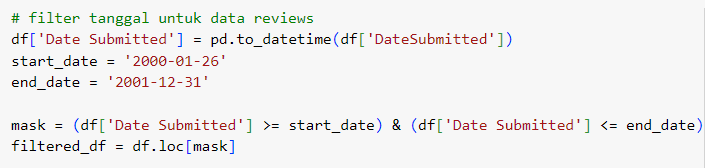 # filter tanggal untuk data reviews
df['Date Submitted'] = pd.to_datetime(df['DateSubmitted'])
start_date = '2000-01-26'
end_date = '2001-12-31'
mask = (df['Date Submitted'] >= start_date) & (df['Date Submitted'] <= end_date)
filtered_df = df.loc[mask]